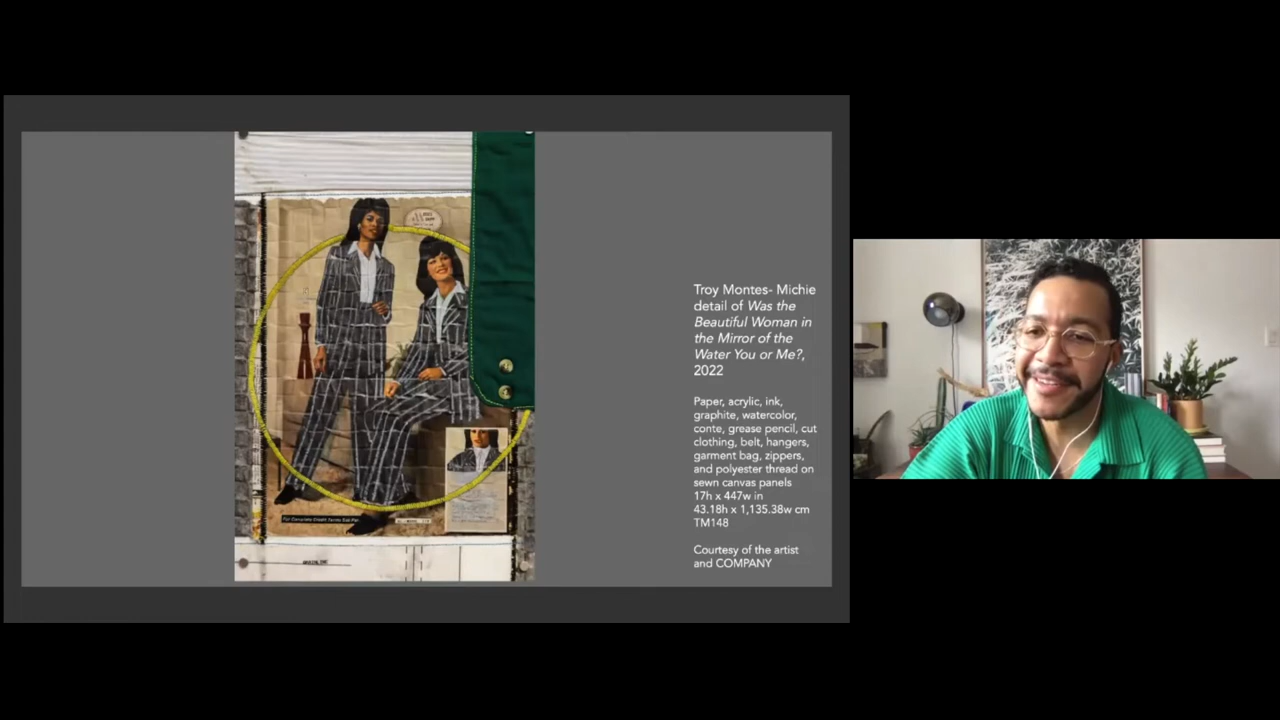 Troy Montes- Michie
detail of Was the
Beautiful Woman in
the Mirror of the
Water You or Me?,
2022
Paper, acrylic, ink,
graphite, watercolor,
conte, grease pencil, cut
clothing, belt, hangers,
garment bag, zippers,
and polyester thread on
sewn canvas panels
17h x 447w in
43.18h x 1,135.38w cm
TM148
Courtesy of the artist
and COMPANY